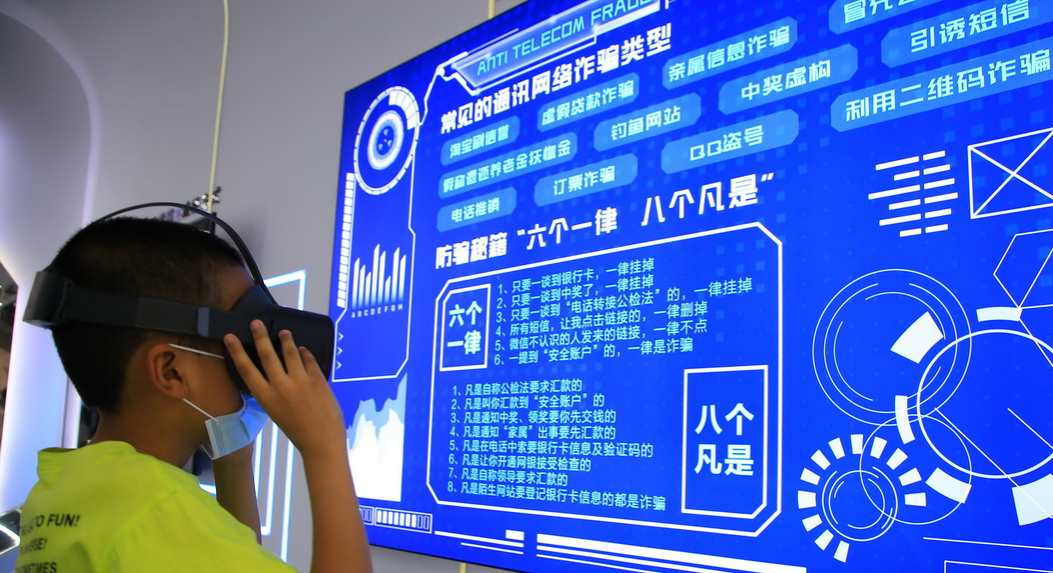 ANTI TELECOM FRAUD
常见的通讯网络诈骗类型
淘宝刷信誉
虚假贷款诈骗
亲属信息诈骗
冒充
假称退还养老金抚恤金
钓鱼网站
中奖虚构
引诱短信
电话推销
订票诈骗
QQ盗号
利用二维码诈骗
防骗秘籍“六个一律 八个凡是”
六个
一律
1、只要一谈到银行卡，一律挂掉
2、只要一谈到中奖了，一律挂掉
3、只要一谈到“电话转接公检法”的，一律挂掉
4、所有短信，让我点击链接的，一律删掉
5、微信不认识的人发来的链接，一律不点
6、一提到“安全账户”的，一律是诈骗
1、凡是自称公检法要求汇款的
2、凡是叫你汇款到“安全账户”的
3、凡是通知中奖、领奖要你先交钱的
4、凡是通知“家属”出事要先汇款的
5、凡是在电话中索要银行卡信息及验证码的
6、凡是让你开通网银接受检查的
7、凡是自称领导要求汇款的
8、凡是陌生网站要登记银行卡信息的都是诈骗
八个
凡是
A B C D E F G H
TO FUN!